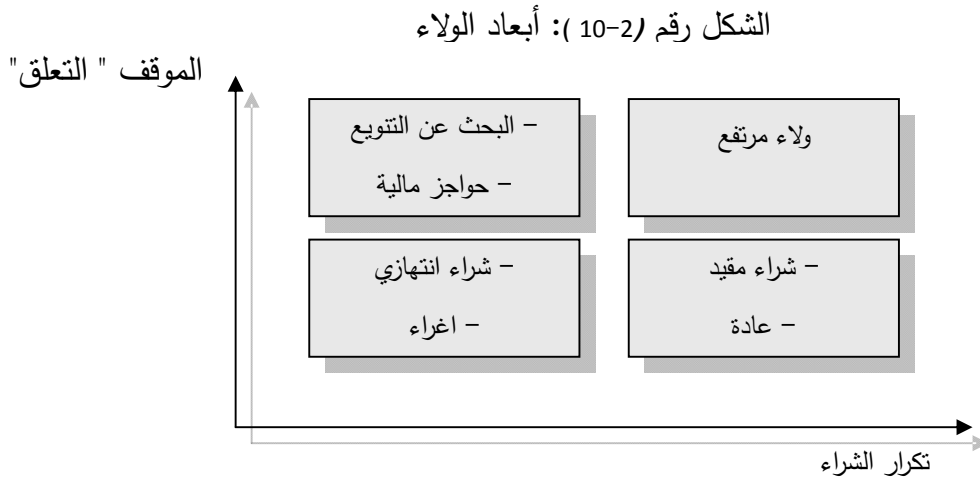 الشكل رقم (2-10 ): أبعاد الولاء
الموقف " التعلق"
ولاء مرتفع
- البحث عن التنويع
- حواجز مالية
- شراء مقيد
- عادة
- شراء انتهازي
- اغراء
تكرار الشراء